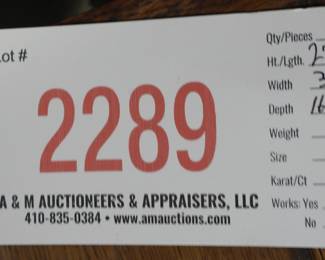 Lot #
2289
A & M AUCTIONEERS & APPRAISERS, LLC
410-835-0384 • www.amauctions.com
Qty/Pieces
Ht./Lgth.
Width
Depth 16
Weight
Size
Karat/Ct
Works: Yes
No